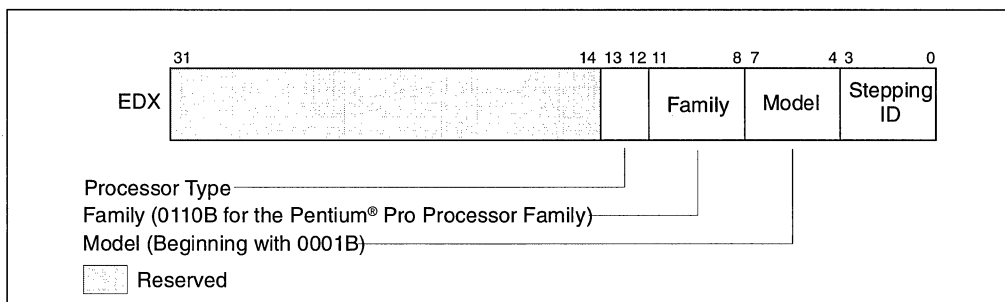 31 14 13 12 11 8 7 4 3 0
EDX Family Model Stepping
ID
Processor Type
Family (0110B for the Pentium® Pro Processor Family)
Model (Beginning with 0001B)
Reserved